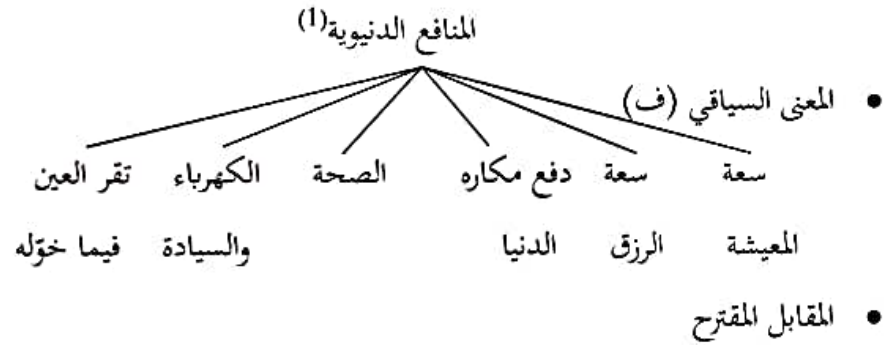 المنافع الدنيوية(1)
• المعنى السياقي (ف)
سعة سعة دفع مكاره الصحة الكهرباء تقر العين
المعيشة الرزق الدنيا والسيادة فيما خوّله
• المقابل المقترح